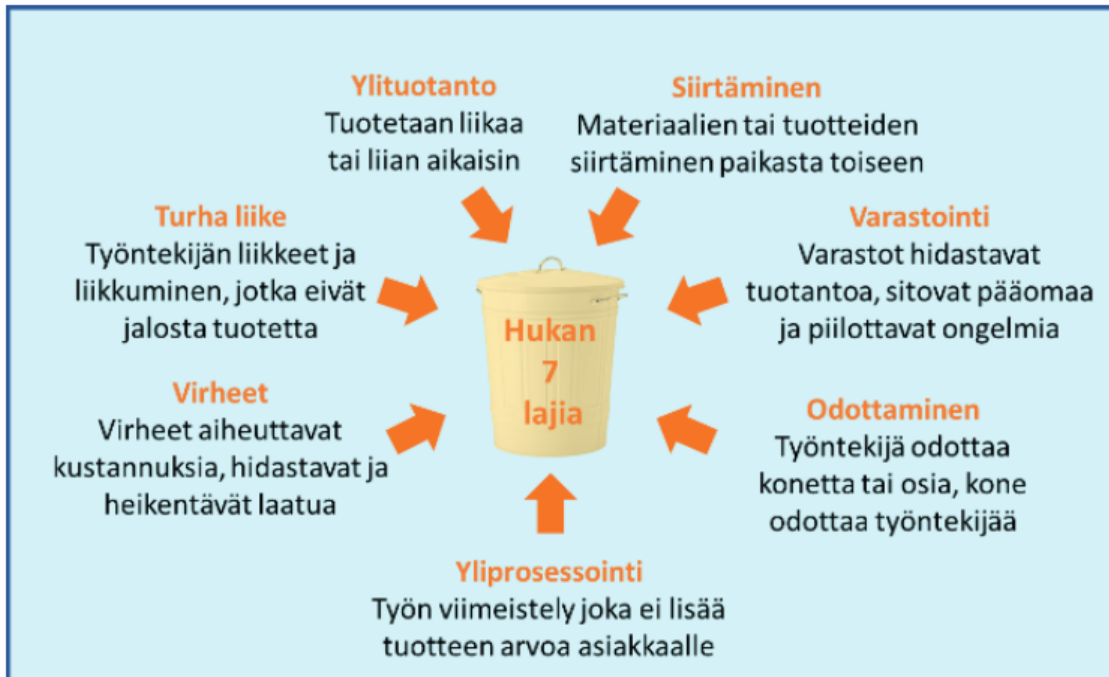 Ylituotanto
Tuotetaan liikaa
tai liian aikaisin
Siirtäminen
Materiaalien tai tuotteiden
siirtäminen paikasta toiseen
Turha liike
Työntekijän liikkeet ja
liikkuminen, jotka eivät
jalosta tuotetta
Varastointi
Varastot hidastavat
tuotantoa, sitovat pääomaa
ja piilottavat ongelmia
Hukan
7
lajia
Virheet
Virheet aiheuttavat
kustannuksia, hidastavat ja
heikentävät laatua
Odottaminen
Työntekijä odottaa
konetta tai osia, kone
odottaa työntekijää
Yliprosessointi
Työn viimeistely joka ei lisää
tuotteen arvoa asiakkaalle